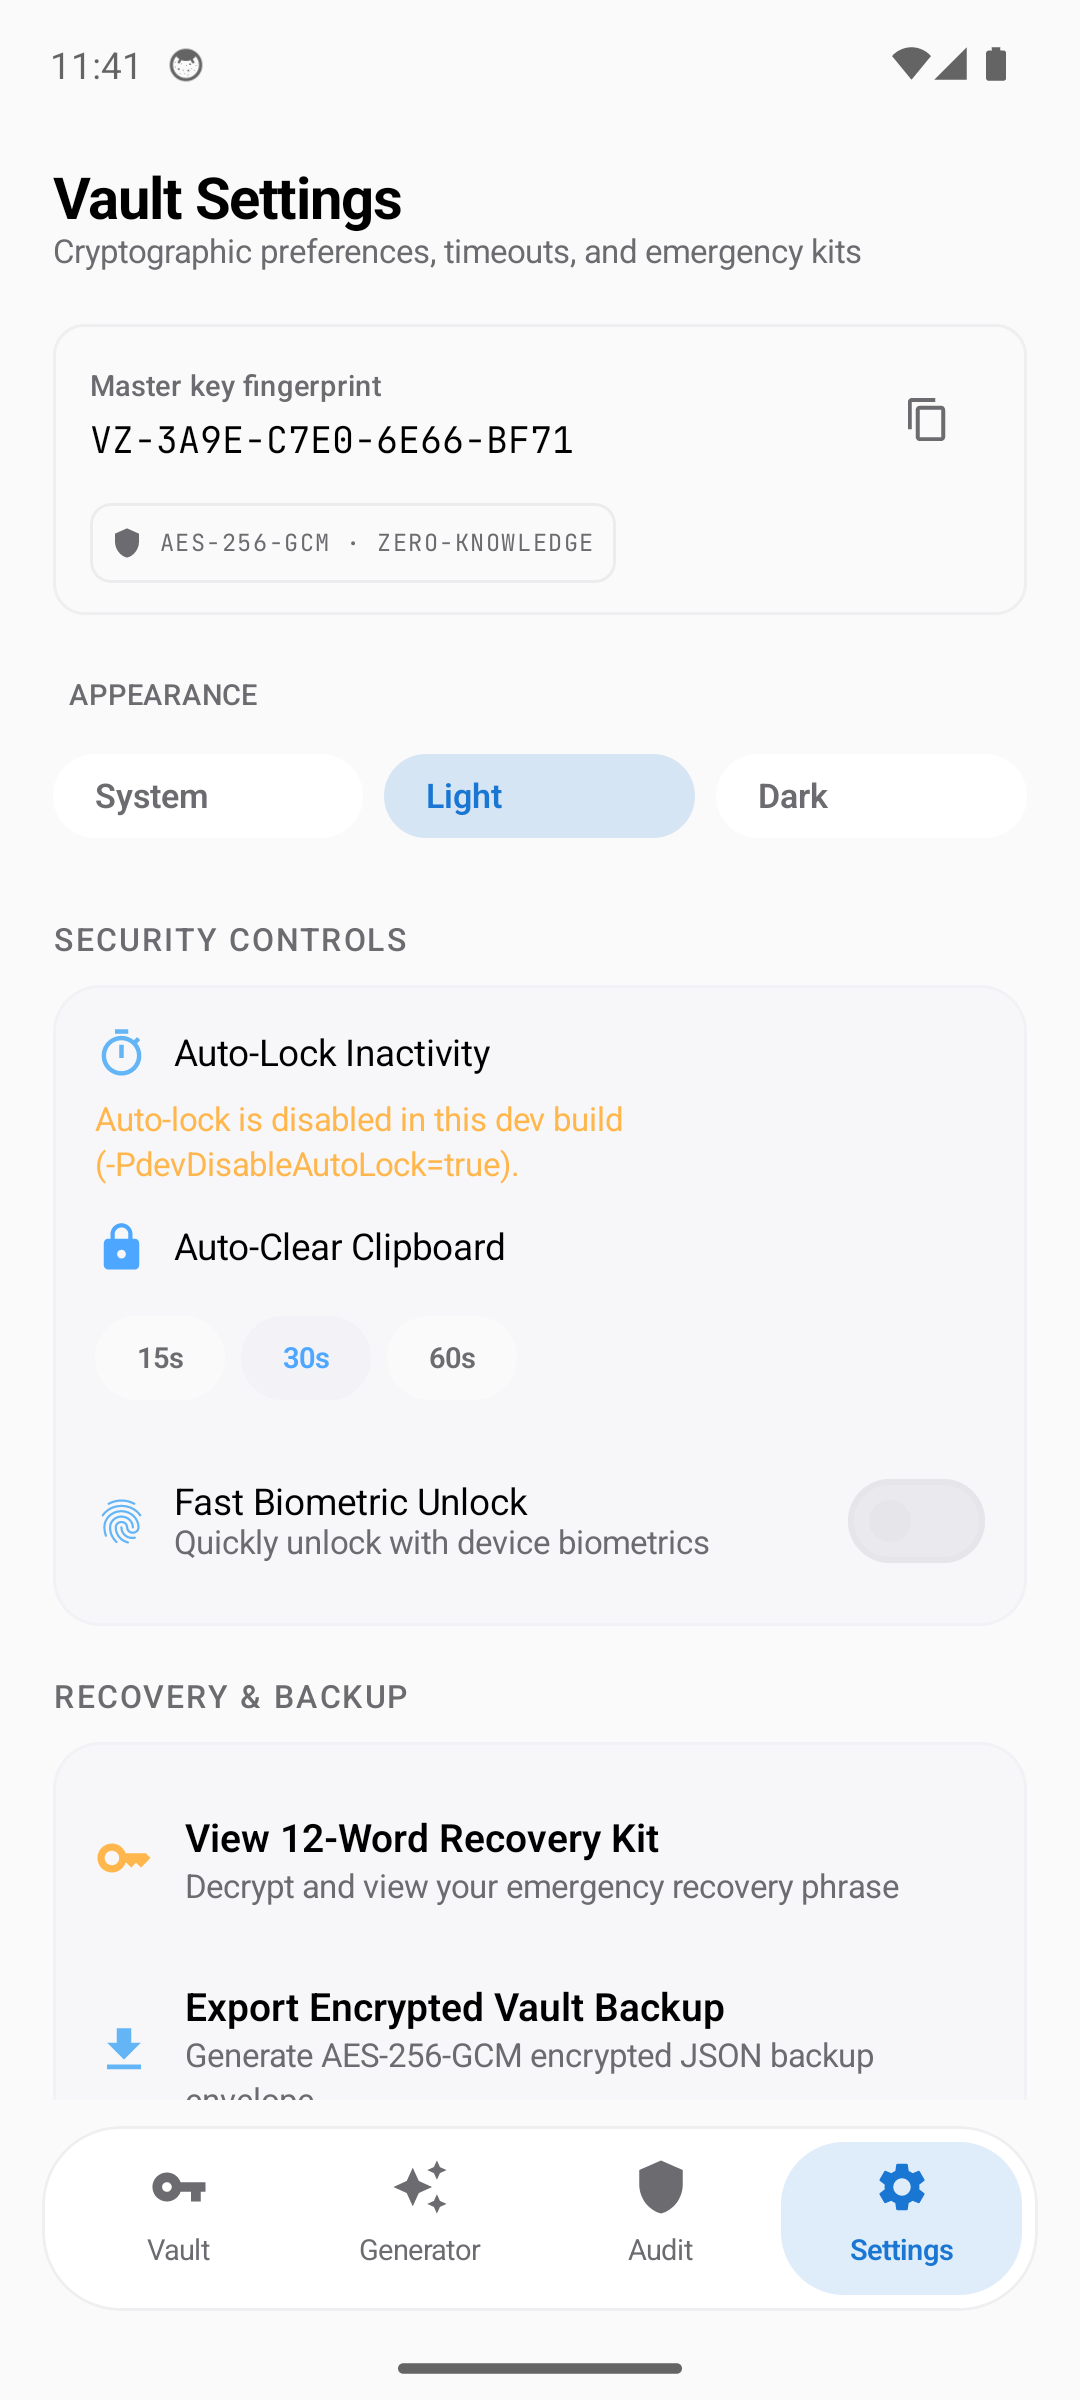 11:41
Vault Settings
Cryptographic preferences, timeouts, and emergency kits
Master key fingerprint
VZ-3A9E-C7E0-6E66-BF71
AES-256-GCM · ZERO-KNOWLEDGE
APPEARANCE
System
Light
Dark
SECURITY CONTROLS
Auto-Lock Inactivity
Auto-lock is disabled in this dev build
(-PdevDisableAutoLock=true).
Auto-Clear Clipboard
15s
30s
60s
Fast Biometric Unlock
Quickly unlock with device biometrics
RECOVERY & BACKUP
View 12-Word Recovery Kit
Decrypt and view your emergency recovery phrase
Export Encrypted Vault Backup
Generate AES-256-GCM encrypted JSON backup
envelope
Vault
Generator
Audit
Settings